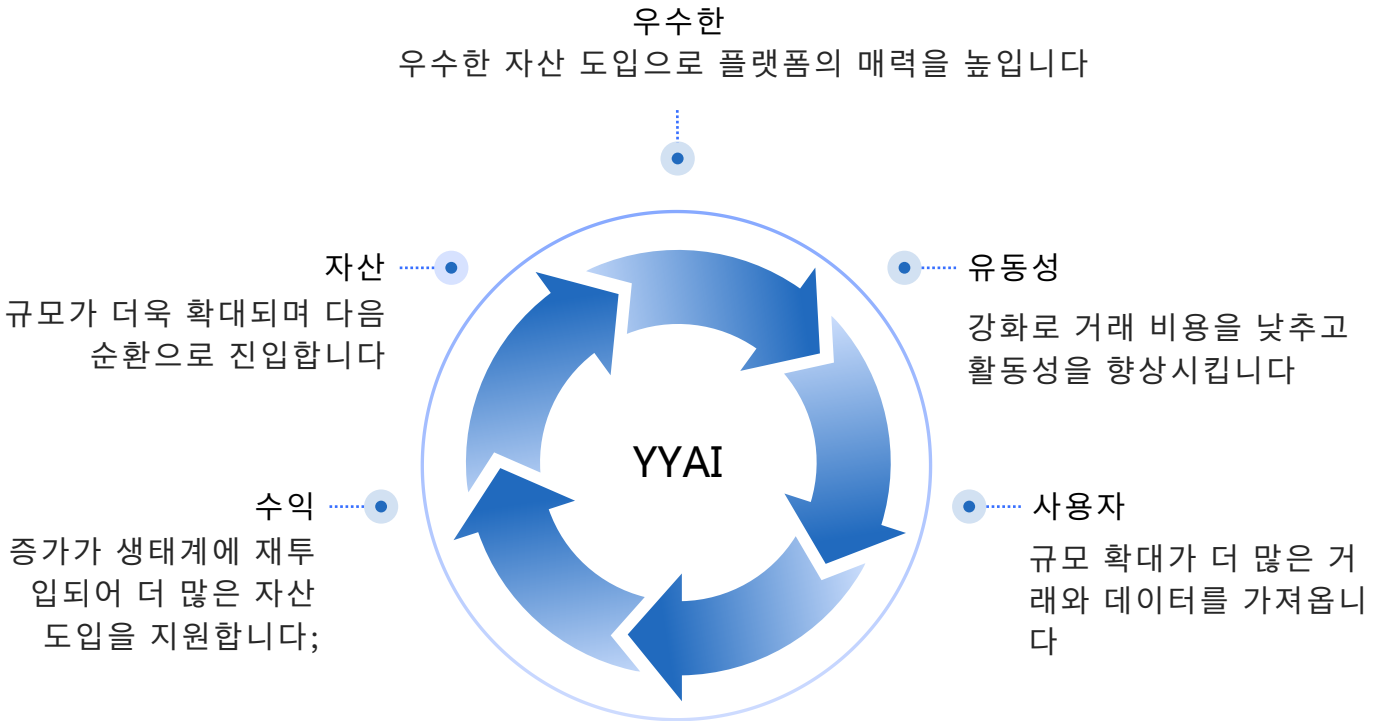 우수한
우수한 자산 도입으로 플랫폼의 매력을 높입니다
자산
규모가 더욱 확대되며 다음
순환으로 진입합니다
유동성
강화로 거래 비용을 낮추고
활동성을 향상시킵니다
YYAI
수익
증가가 생태계에 재투
입되어 더 많은 자산
도입을 지원합니다;
사용자
규모 확대가 더 많은 거
래와 데이터를 가져옵니
다